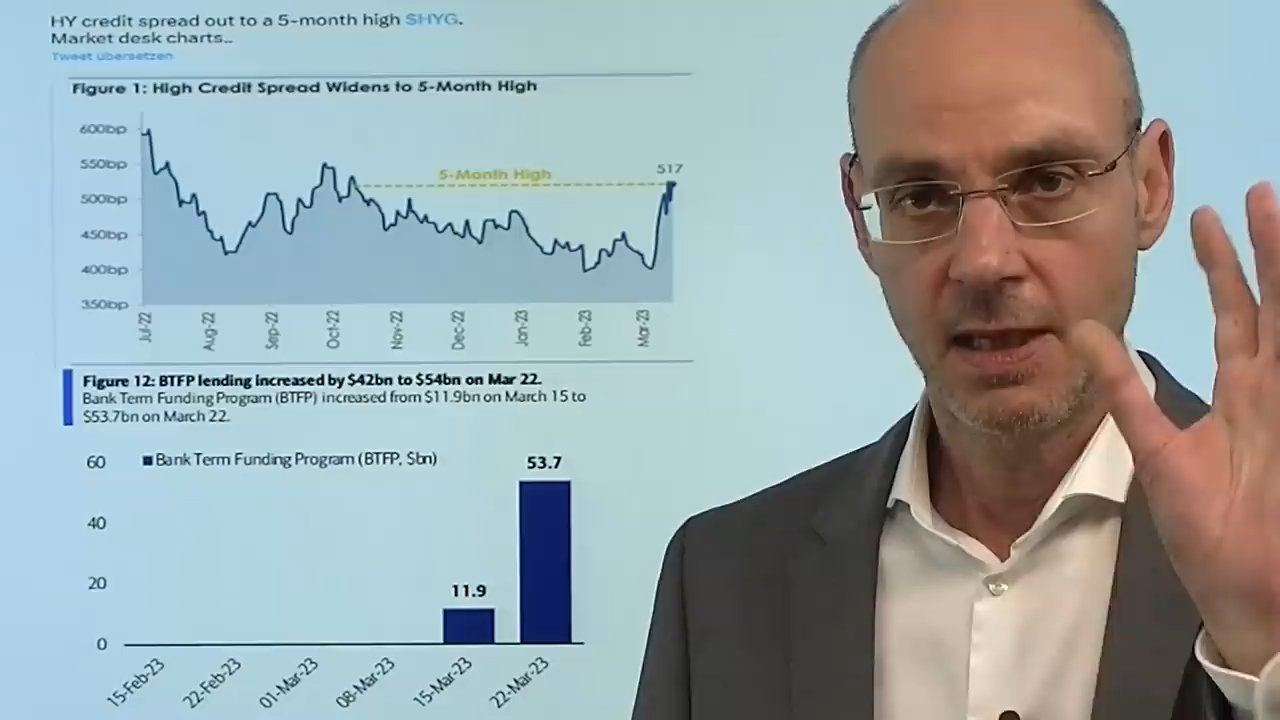 HY credit spread out to a 5-month high $HYG.
Market desk charts..
Tweet übersetzen
Figure 1: High Credit Spread Widens to 5-Month High
600bp
550bp
500bp
450bp
400bp
350bp
5-Month High
517
Jul-22
Aug-22
Sep-22
Oct-22
Nov-22
Dec-22
Jan-23
Feb-23
Mar-23
Figure 12: BTFP lending increased by $42bn to $54bn on Mar 22.
Bank Term Funding Program (BTFP) increased from $11.9bn on March 15 to
$53.7bn on March 22.
Bank Term Funding Program (BTFP, $bn)
60
40
20
0
11.9
53.7
15-Feb-23
22-Feb-23
01-Mar-23
08-Mar-23
15-Mar-23
22-Mar-23